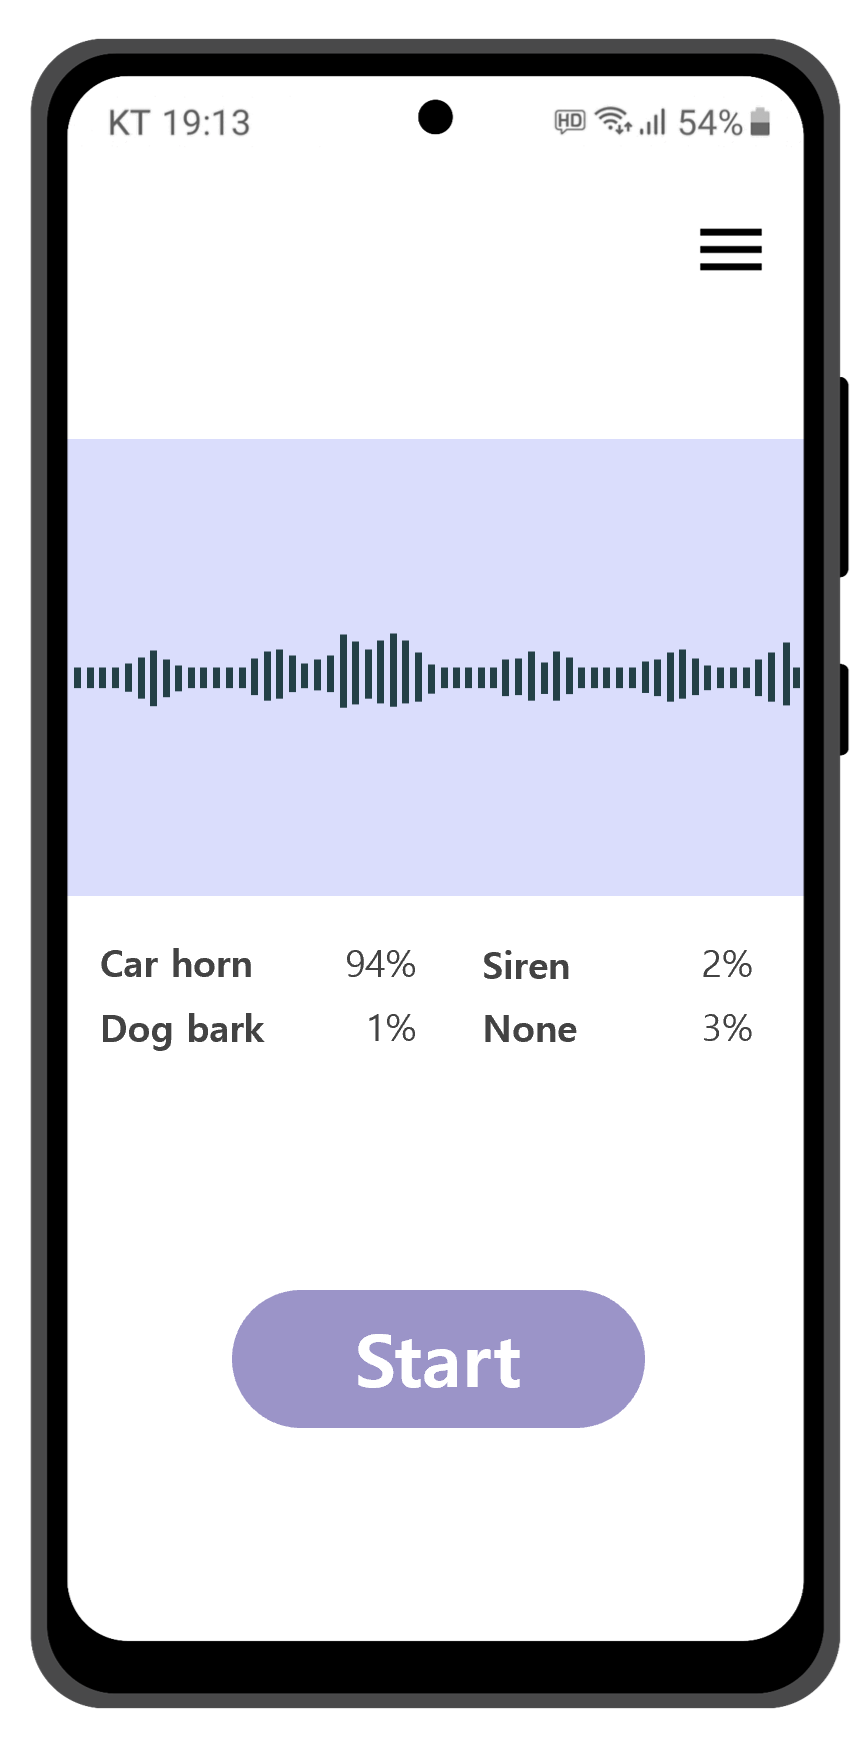 KT 19:13 HD 54%
Car horn 94% Siren 2%
Dog bark 1% None 3%
Start